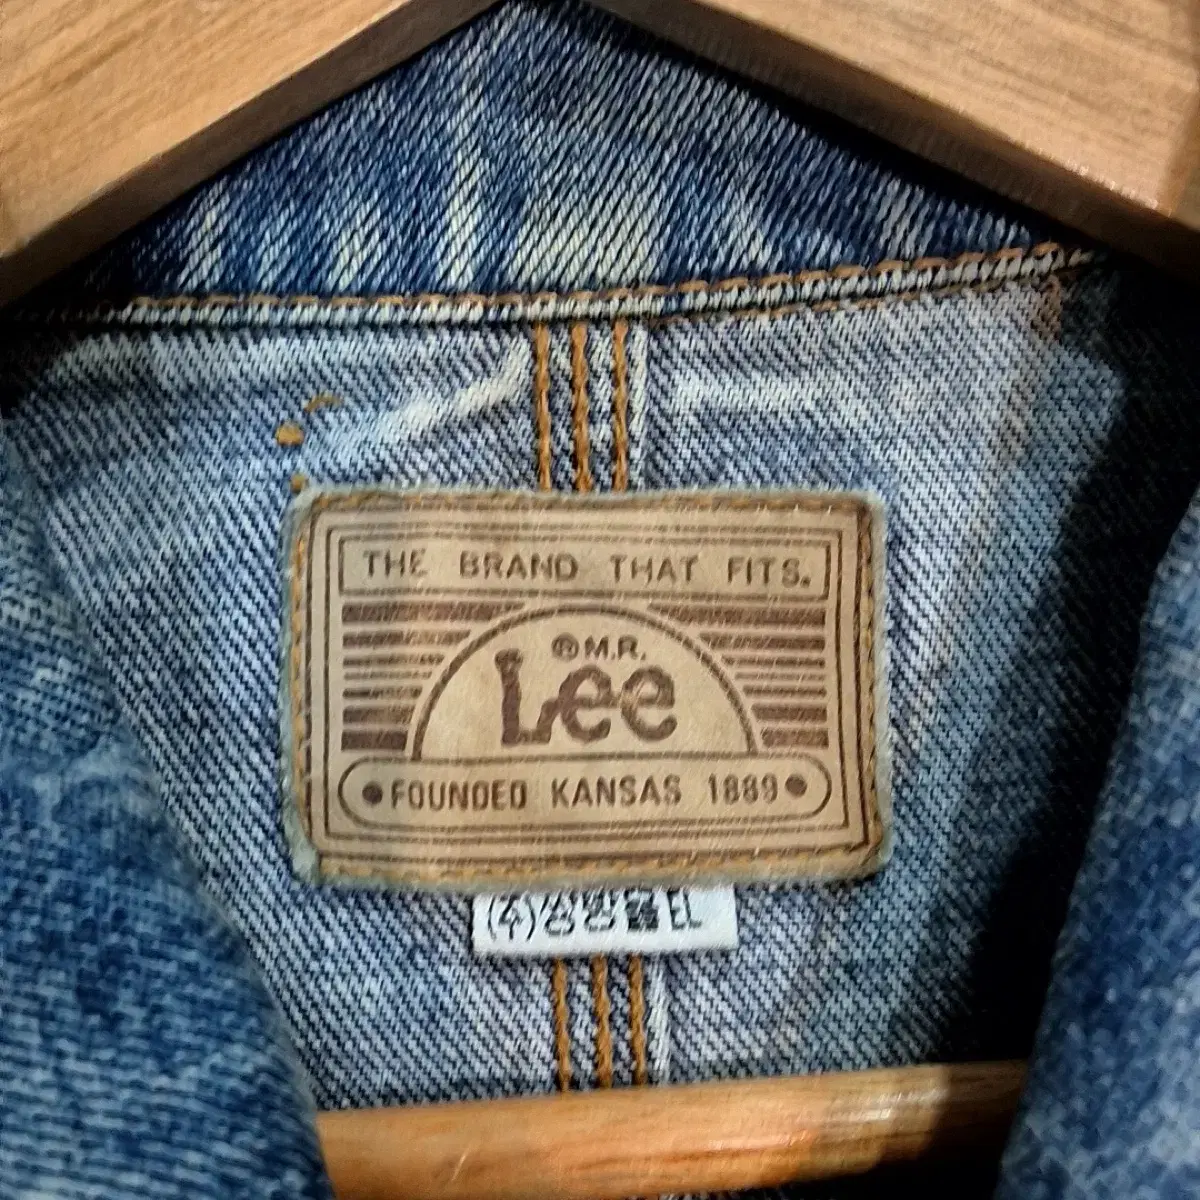 THE BRAND THAT FITS.
® M.R.
Lee
FOUNDED KANSAS 1889